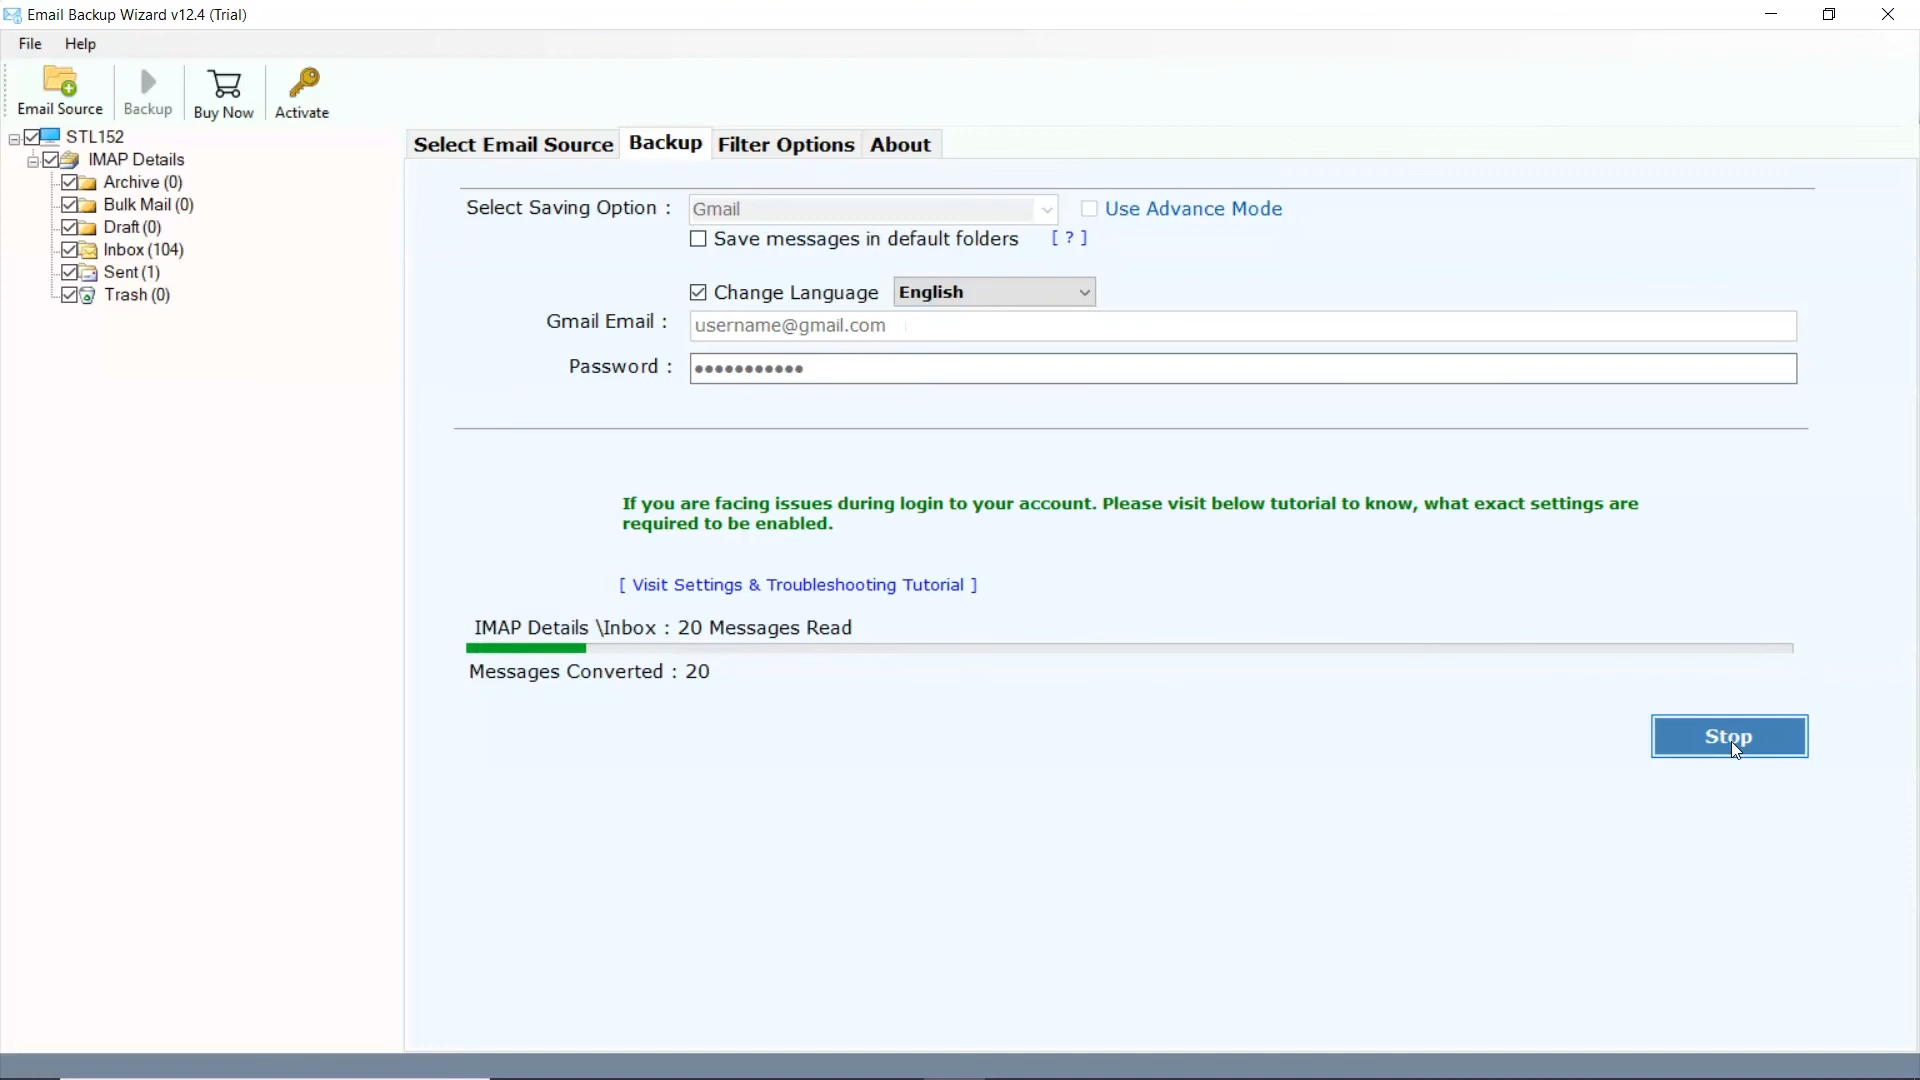 Email Backup Wizard v12.4 (Trial)
File Help
Email Source Backup Buy Now Activate
STL152
IMAP Details
Archive (0)
Bulk Mail (0)
Draft (0)
Inbox (104)
Sent (1)
Trash (0)
Select Email Source Backup Filter Options About
Select Saving Option : Gmail Use Advance Mode
Save messages in default folders [ ? ]
Change Language English
Gmail Email : username@gmail.com
Password : •••••••••••
If you are facing issues during login to your account. Please visit below tutorial to know, what exact settings are
required to be enabled.
[ Visit Settings & Troubleshooting Tutorial ]
IMAP Details \Inbox : 20 Messages Read
Messages Converted : 20
Stop